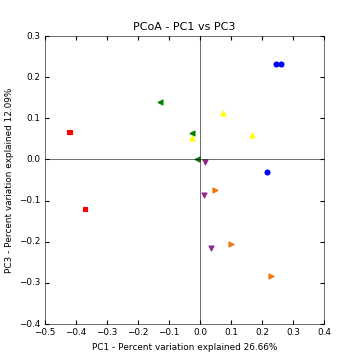 PCoA - PC1 vs PC3
0.3
0.2
0.1
0.0
−0.1
−0.2
−0.3
−0.4
PC3 - Percent variation explained 12.09%
−0.5 −0.4 −0.3 −0.2 −0.1 0.0 0.1 0.2 0.3 0.4
PC1 - Percent variation explained 26.66%